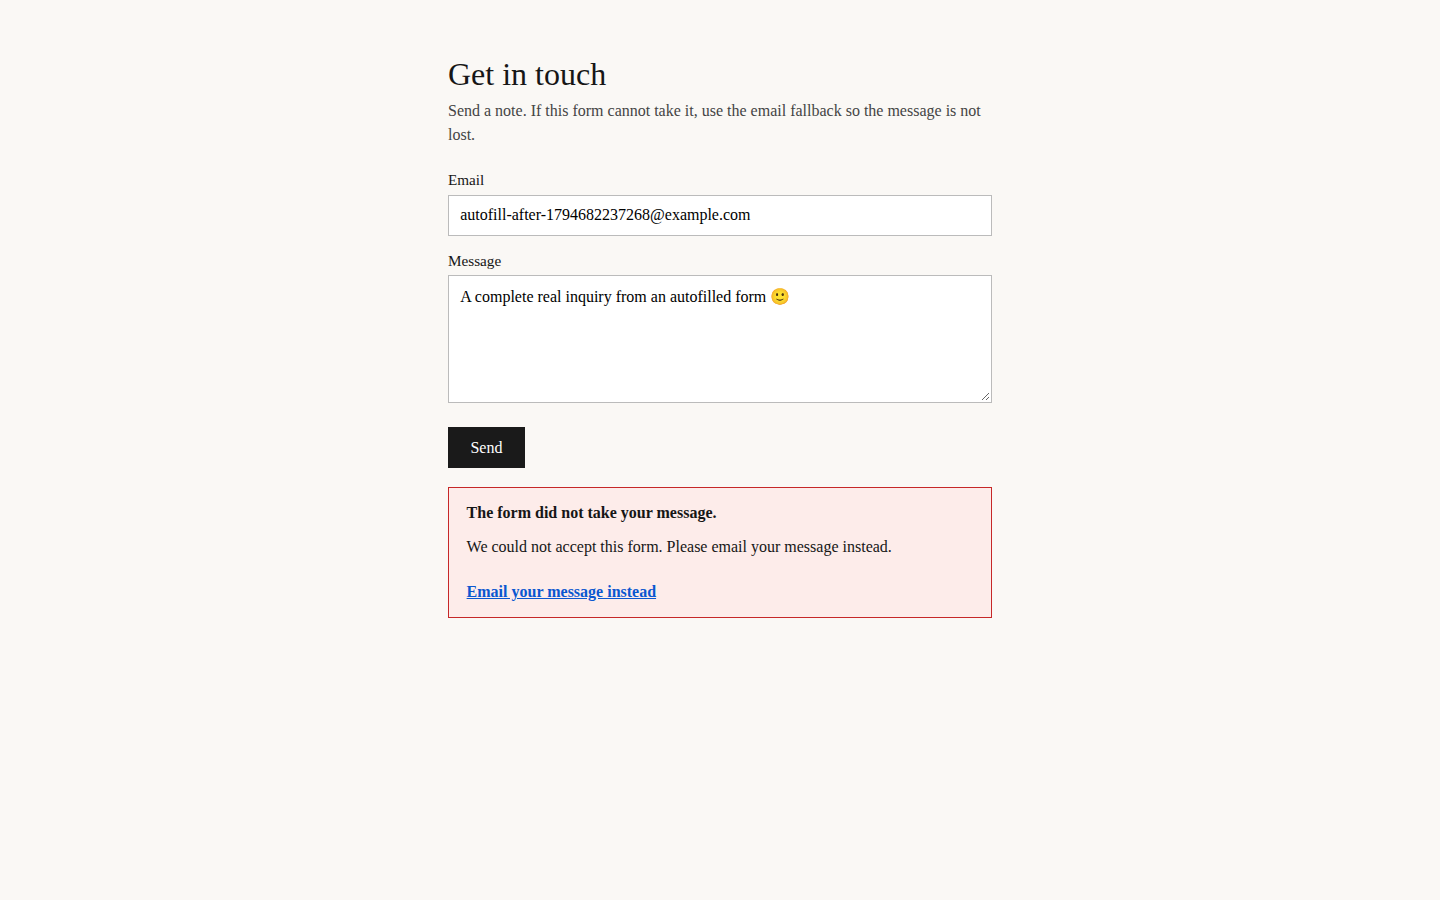 Get in touch
Send a note. If this form cannot take it, use the email fallback so the message is not
lost.
Email
autofill-after-1794682237268@example.com
Message
A complete real inquiry from an autofilled form 🙂
Send
The form did not take your message.
We could not accept this form. Please email your message instead.
Email your message instead